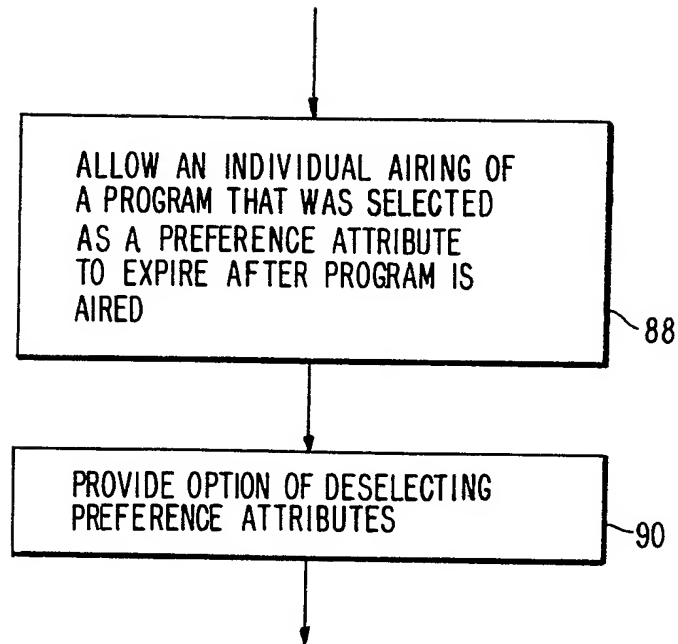 ALLOW AN INDIVIDUAL AIRING OF
A PROGRAM THAT WAS SELECTED
AS A PREFERENCE ATTRIBUTE
TO EXPIRE AFTER PROGRAM IS
AIRED
88
PROVIDE OPTION OF DESELECTING
PREFERENCE ATTRIBUTES
90